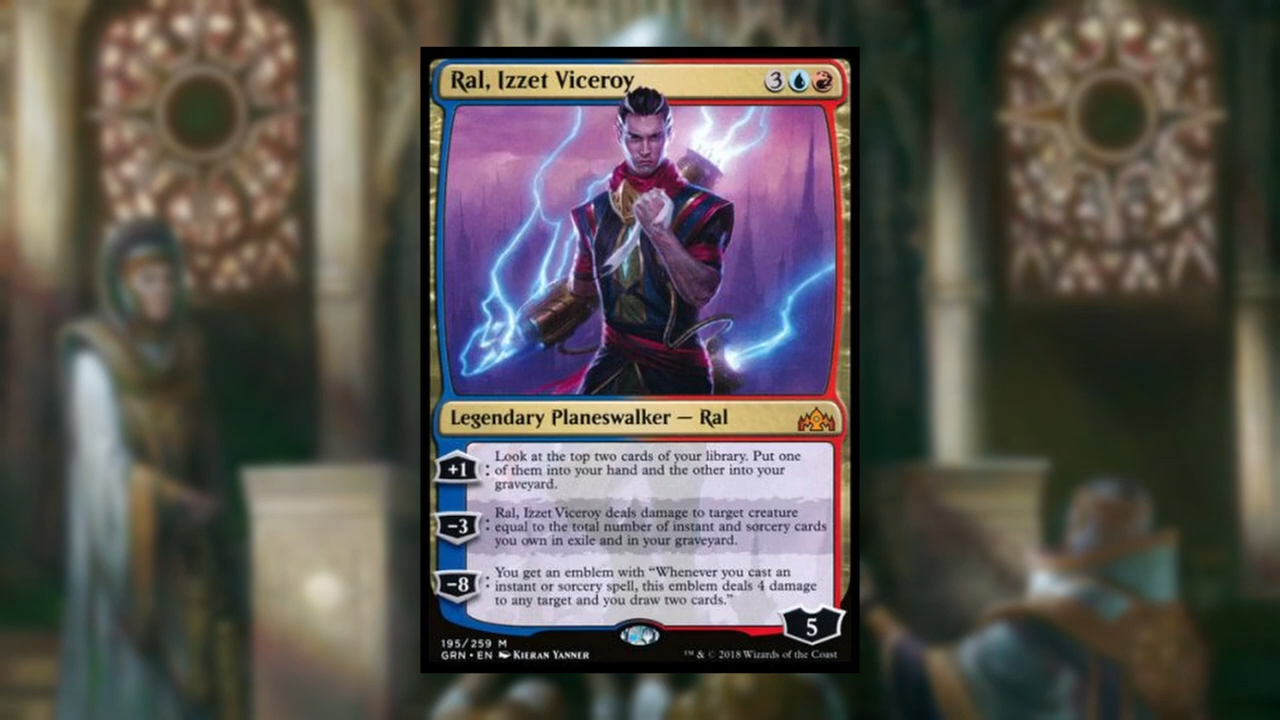 Ral, Izzet Viceroy 3
Legendary Planeswalker — Ral
+1 : Look at the top two cards of your library. Put one
of them into your hand and the other into your
graveyard.
−3 : Ral, Izzet Viceroy deals damage to target creature
equal to the total number of instant and sorcery cards
you own in exile and in your graveyard.
−8 : You get an emblem with “Whenever you cast an
instant or sorcery spell, this emblem deals 4 damage
to any target and you draw two cards.”
5
195/259 M
GRN • EN Kieran Yanner ™ & © 2018 Wizards of the Coast